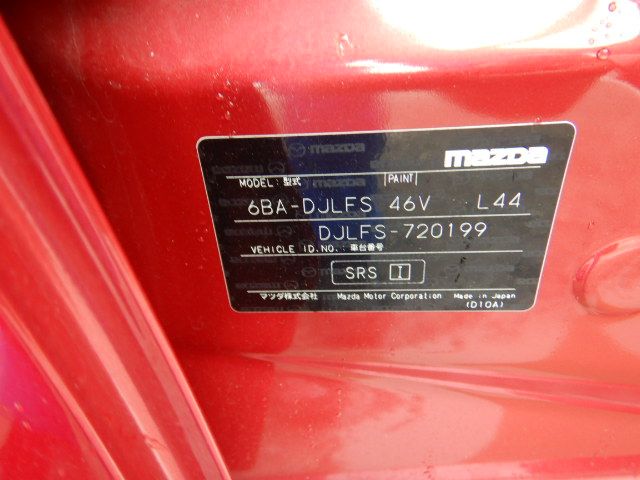 mazda
MODEL: 型式 PAINT
6BA-DJLFS 46V L44
DJLFS-720199
VEHICLE ID.NO.: 車台番号
SRS
マツダ株式会社 Mazda Motor Corporation Made in Japan
(D10A)